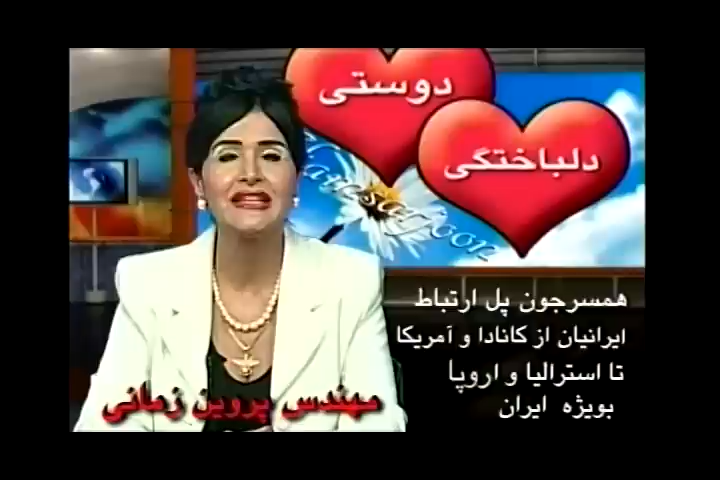 دوستی
دلباختگی
همسرجون پل ارتباط
ایرانیان از کانادا و آمریکا
تا استرالیا و اروپا
بویژه ایران
مهندس پروین زمانی